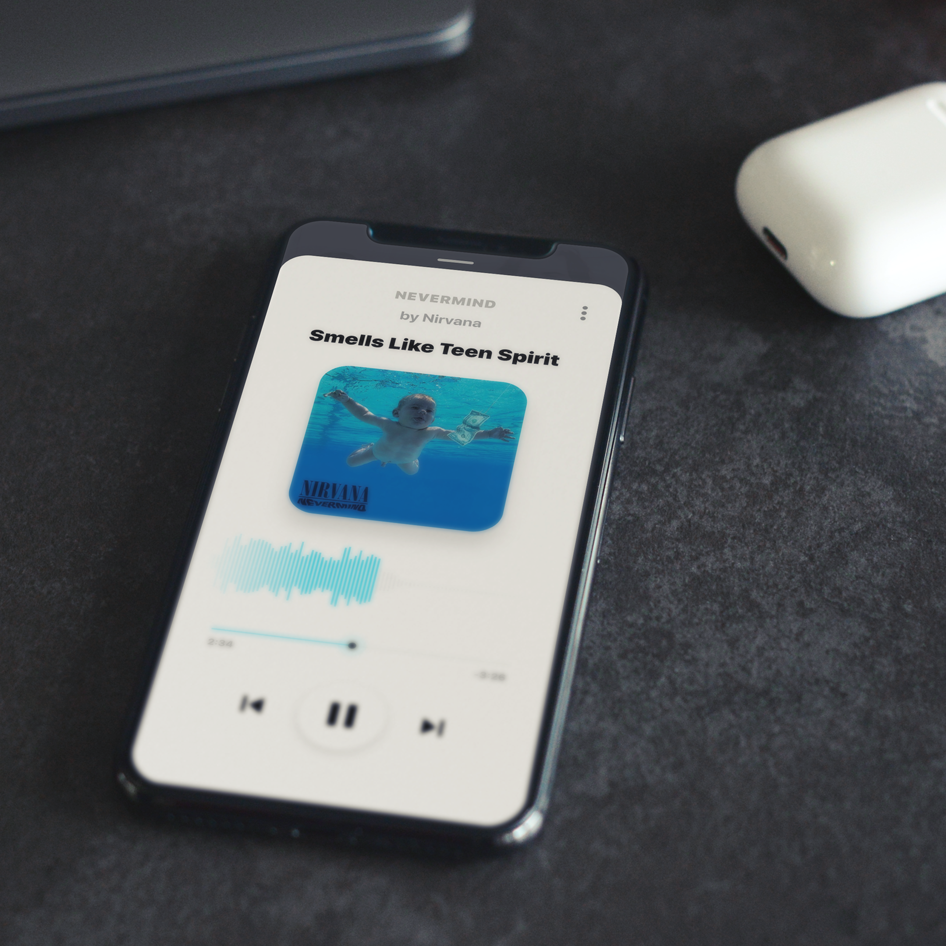 NEVERMIND
by Nirvana
Smells Like Teen Spirit
NIRVANA
NEVERMIND